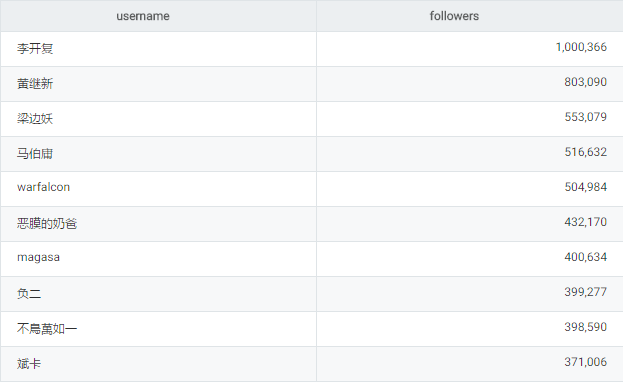 username followers
李开复 1,000,366
黄继新 803,090
梁边妖 553,079
马伯庸 516,632
warfalcon 504,984
恶膜的奶爸 432,170
magasa 400,634
负二 399,277
不鳥萬如一 398,590
斌卡 371,006